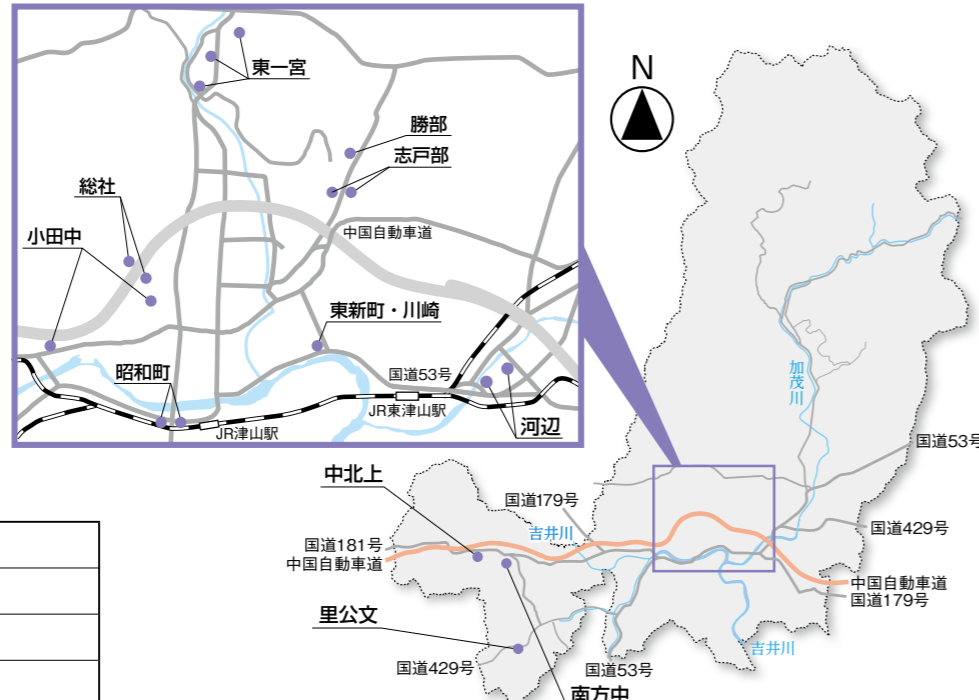 東一宮
勝部
志戸部
総社
小田中
中国自動車道
東新町・川崎
昭和町
国道53号
JR東津山駅
JR津山駅
河辺
N
加茂川
国道53号
中北上
国道179号
吉井川
国道429号
国道181号
中国自動車道
中国自動車道
国道179号
里公文
吉井川
国道429号
国道53号
南方中